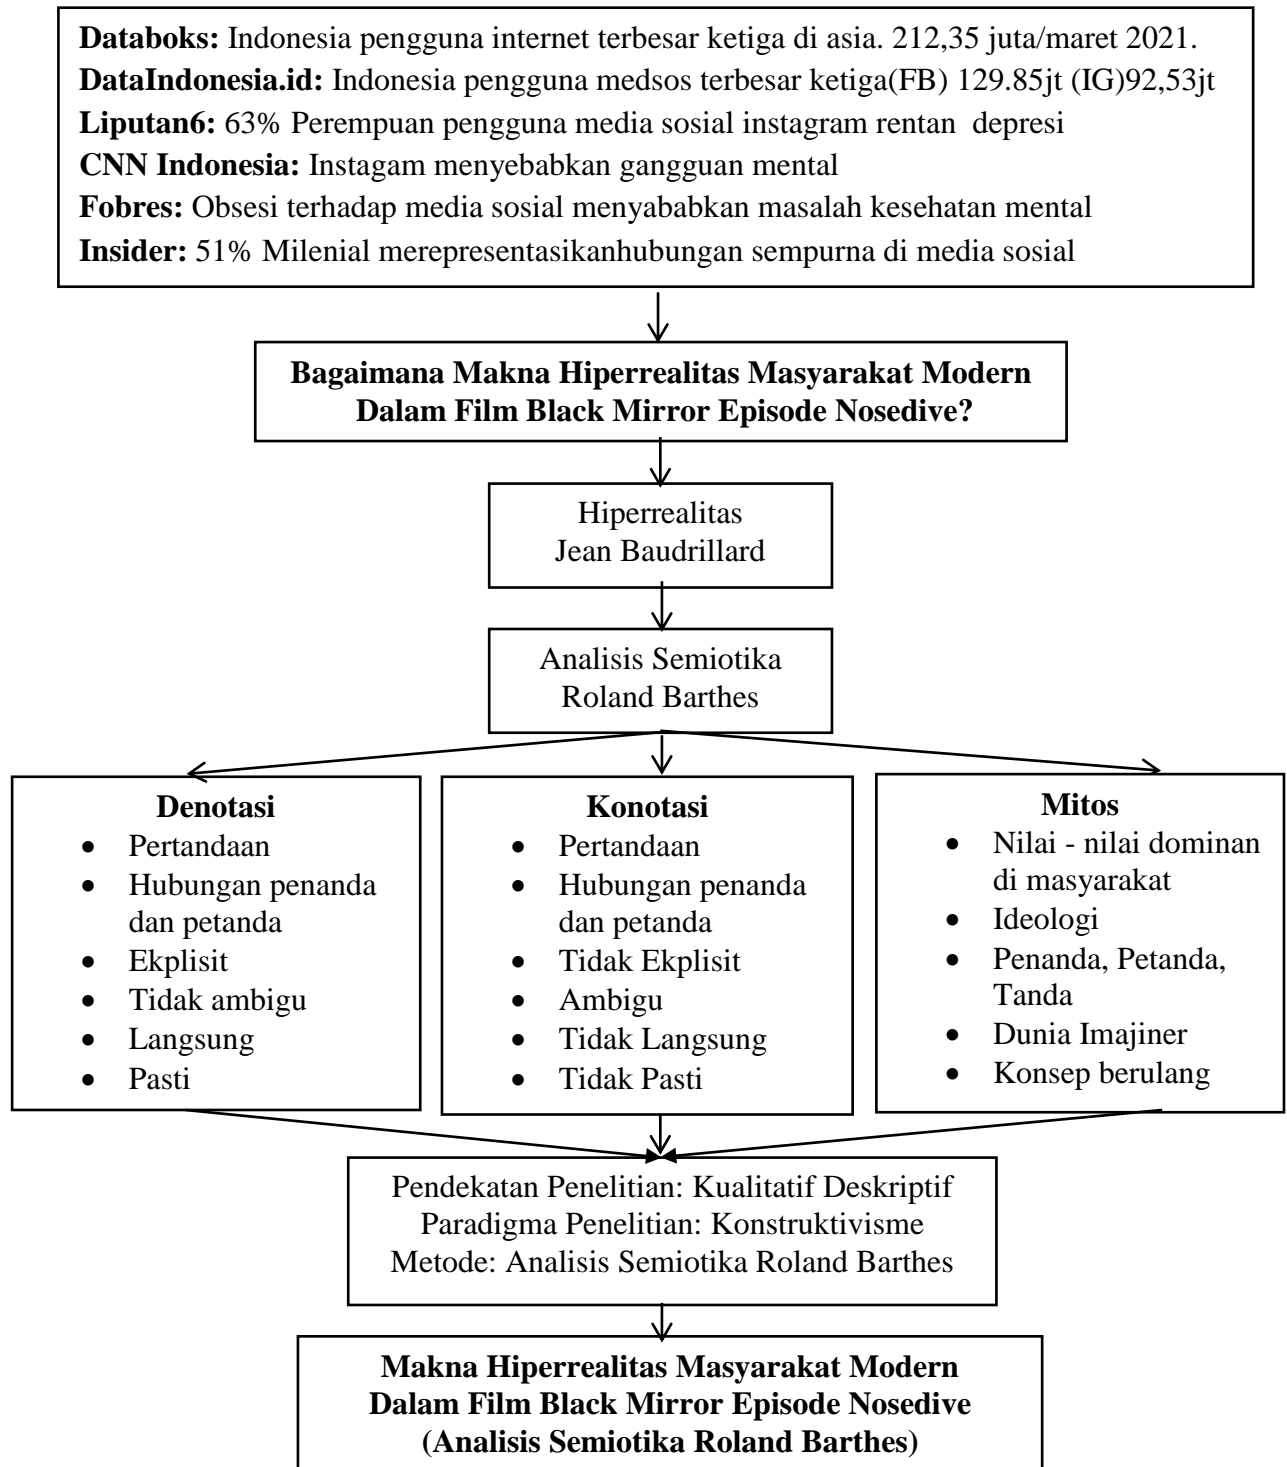 Databoks: Indonesia pengguna internet terbesar ketiga di asia. 212,35 juta/maret 2021.
DataIndonesia.id: Indonesia pengguna medsos terbesar ketiga(FB) 129.85jt (IG)92,53jt
Liputan6: 63% Perempuan pengguna media sosial instagram rentan depresi
CNN Indonesia: Instagam menyebabkan gangguan mental
Fobres: Obsesi terhadap media sosial menyababkan masalah kesehatan mental
Insider: 51% Milenial merepresentasikanhubungan sempurna di media sosial
Bagaimana Makna Hiperrealitas Masyarakat Modern
Dalam Film Black Mirror Episode Nosedive?
Hiperrealitas
Jean Baudrillard
Analisis Semiotika
Roland Barthes
Denotasi
• Pertandaan
• Hubungan penanda
dan petanda
• Ekplisit
• Tidak ambigu
• Langsung
• Pasti
Konotasi
• Pertandaan
• Hubungan penanda
dan petanda
• Tidak Ekplisit
• Ambigu
• Tidak Langsung
• Tidak Pasti
Mitos
• Nilai - nilai dominan
di masyarakat
• Ideologi
• Penanda, Petanda,
Tanda
• Dunia Imajiner
• Konsep berulang
Pendekatan Penelitian: Kualitatif Deskriptif
Paradigma Penelitian: Konstruktivisme
Metode: Analisis Semiotika Roland Barthes
Makna Hiperrealitas Masyarakat Modern
Dalam Film Black Mirror Episode Nosedive
(Analisis Semiotika Roland Barthes)